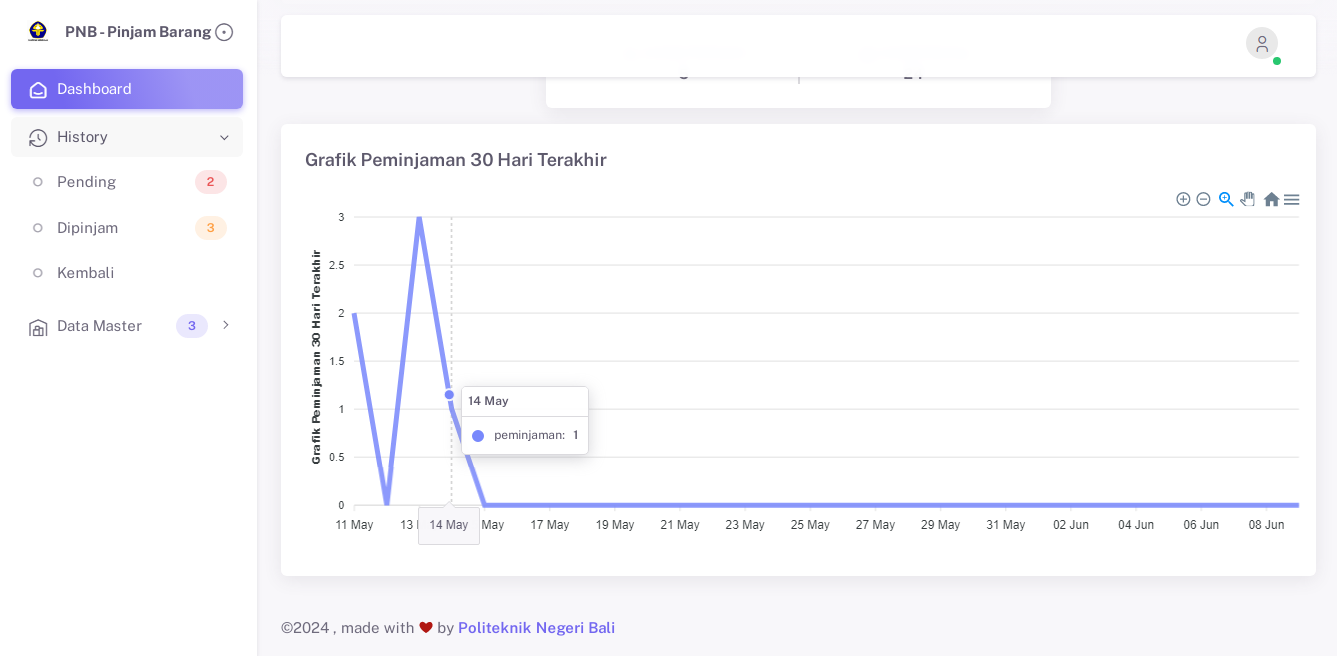 PNB - Pinjam Barang
Dashboard
History
Pending 2
Dipinjam 3
Kembali
Data Master 3
Grafik Peminjaman 30 Hari Terakhir
Grafik Peminjaman 30 Hari Terakhir
3
2.5
2
1.5
1
0.5
0
14 May
peminjaman: 1
11 May 13 14 May May 17 May 19 May 21 May 23 May 25 May 27 May 29 May 31 May 02 Jun 04 Jun 06 Jun 08 Jun
©2024 , made with ❤ by Politeknik Negeri Bali